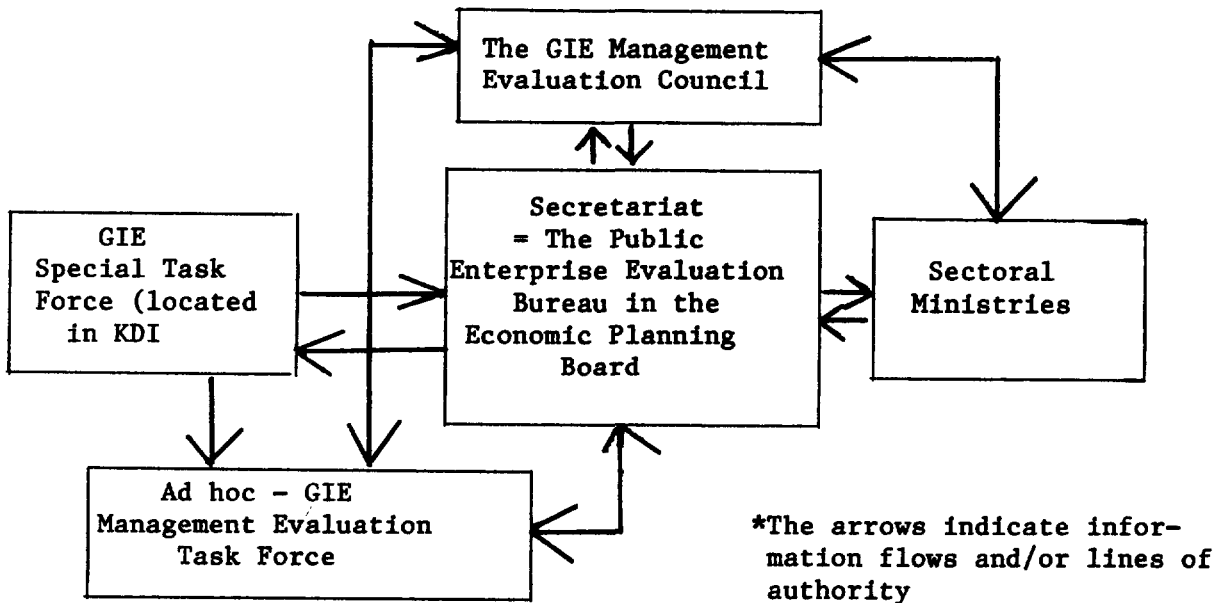 The GIE Management
Evaluation Council
Secretariat
= The Public
Enterprise Evaluation
Bureau in the
Economic Planning
Board
GIE
Special Task
Force (located
in KDI
Sectoral
Ministries
Ad hoc - GIE
Management Evaluation
Task Force
*The arrows indicate infor-
mation flows and/or lines of
authority